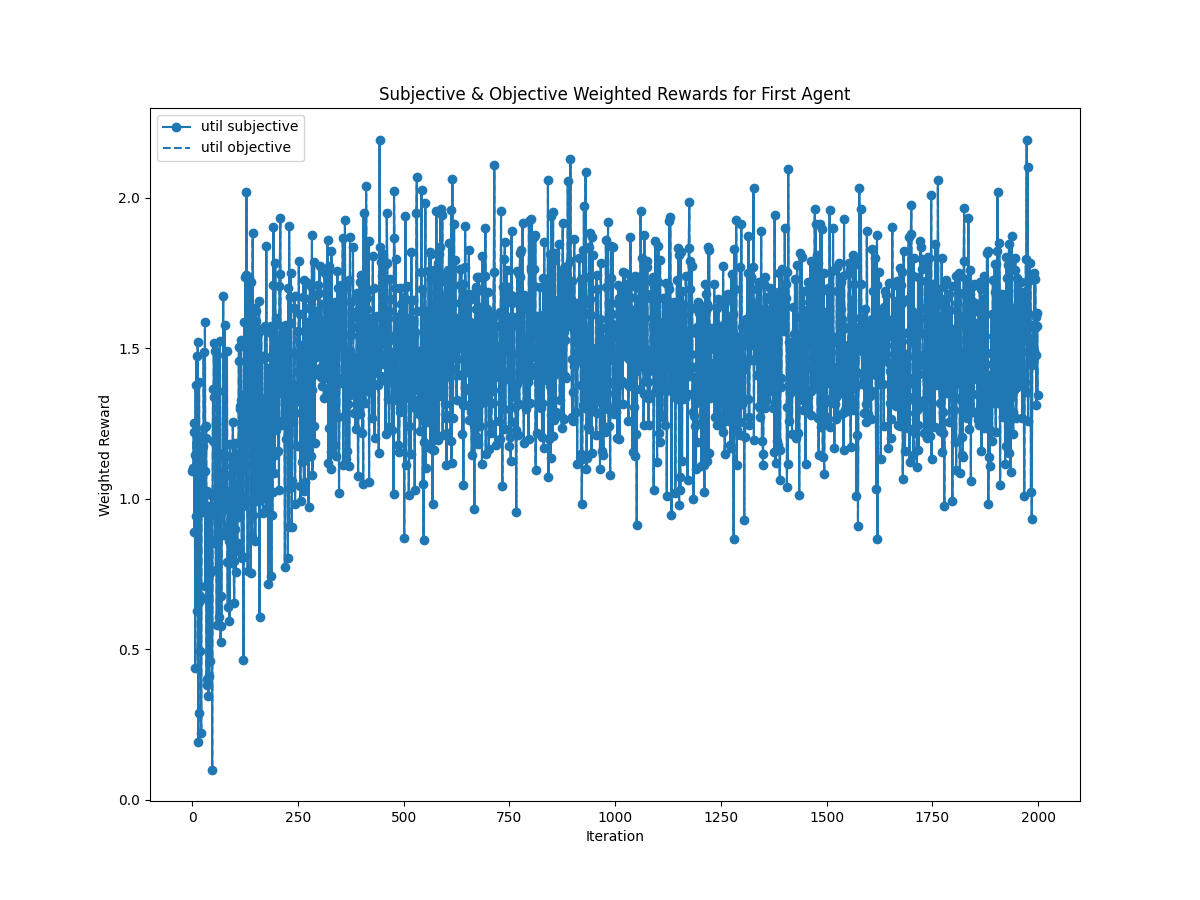 Subjective & Objective Weighted Rewards for First Agent
util subjective
util objective
Weighted Reward
2.0
1.5
1.0
0.5
0.0
0 250 500 750 1000 1250 1500 1750 2000
Iteration